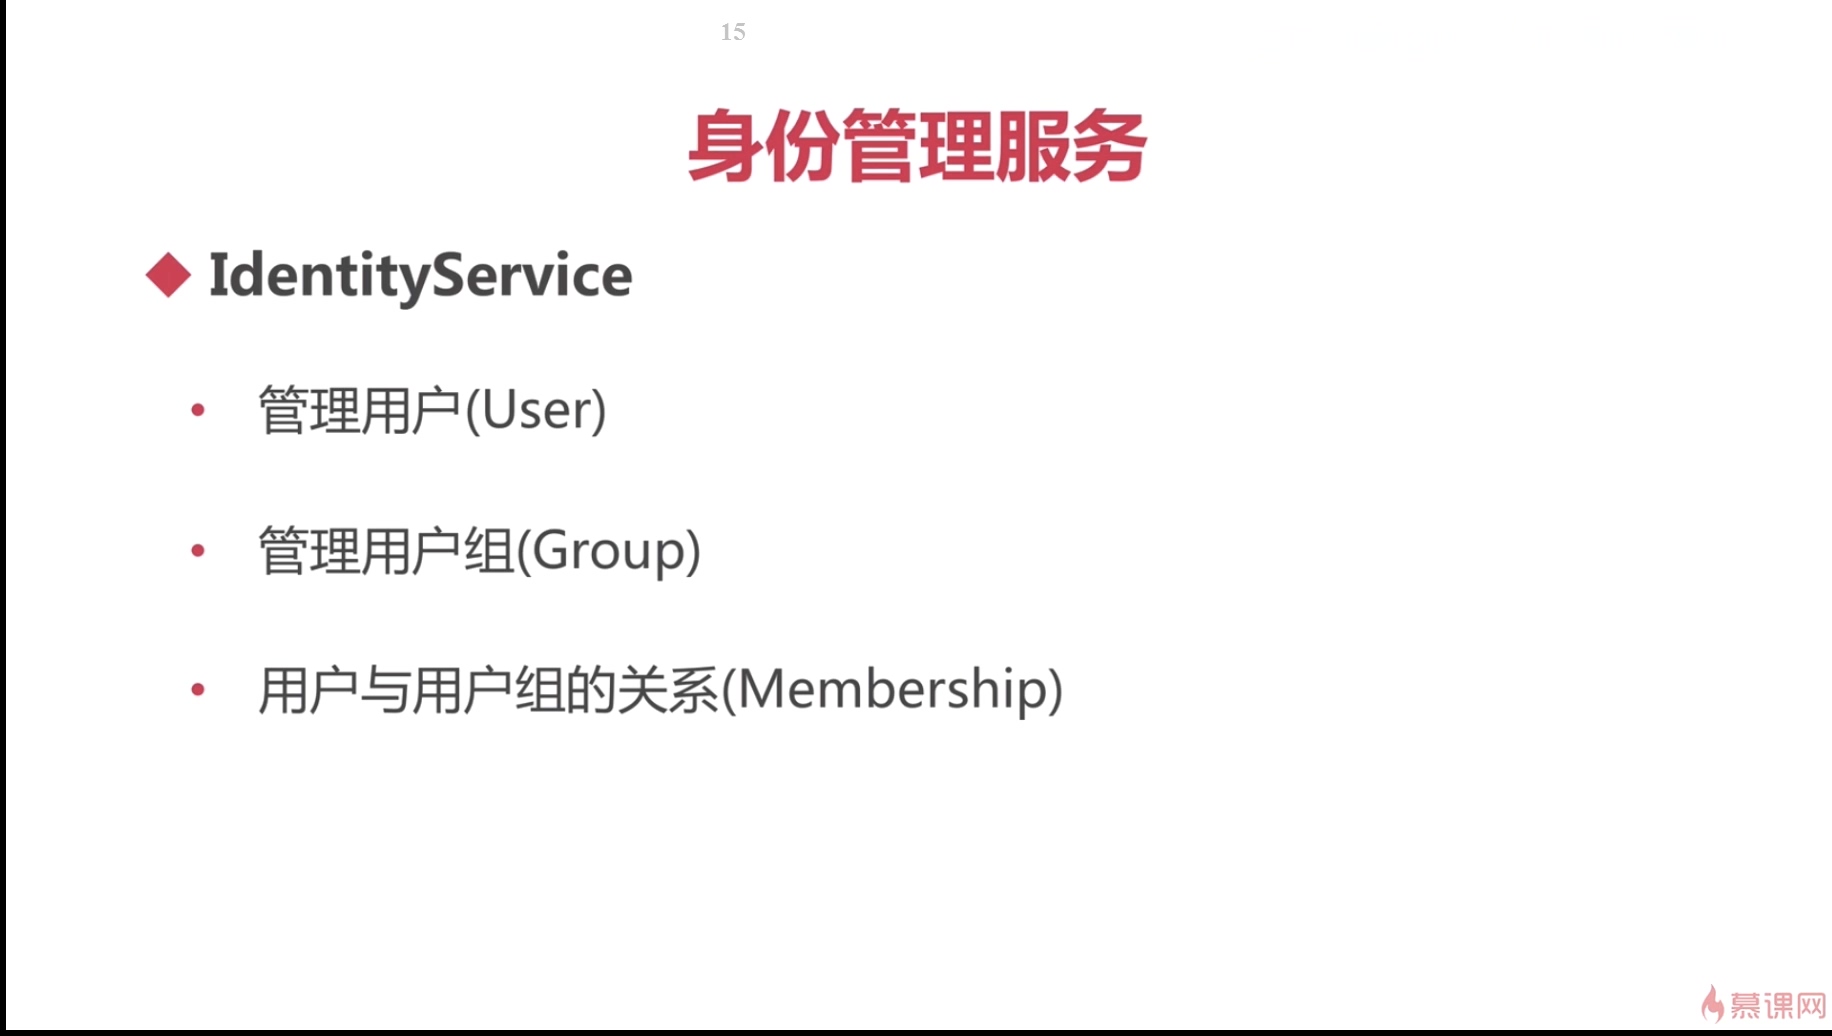 15
身份管理服务
IdentityService
管理用户(User)
管理用户组(Group)
用户与用户组的关系(Membership)
慕课网